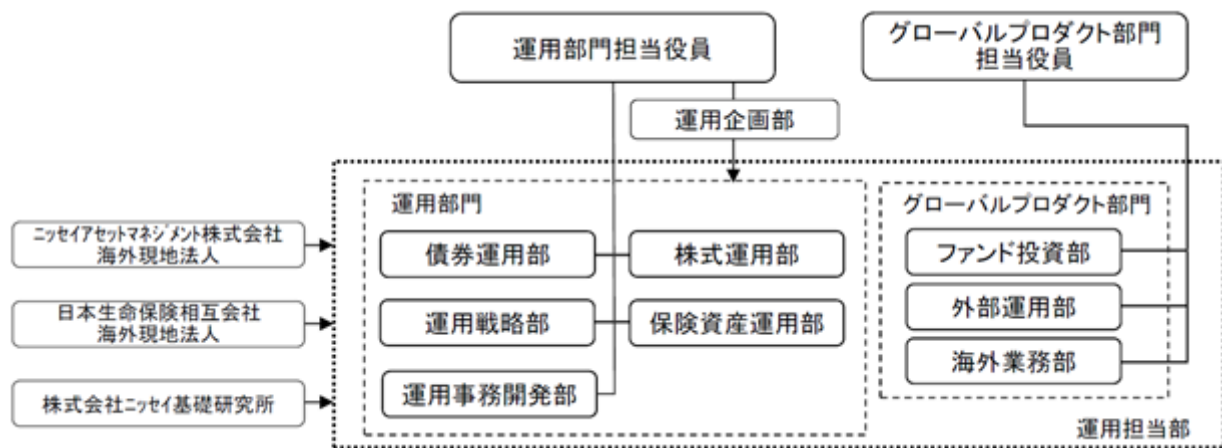 運用部門担当役員
グローバルプロダクト部門
担当役員
運用企画部
運用部門
グローバルプロダクト部門
ニッセイアセットマネジメント株式会社
海外現地法人
債券運用部
株式運用部
ファンド投資部
日本生命保険相互会社
海外現地法人
運用戦略部
保険資産運用部
外部運用部
海外業務部
株式会社ニッセイ基礎研究所
運用事務開発部
運用担当部